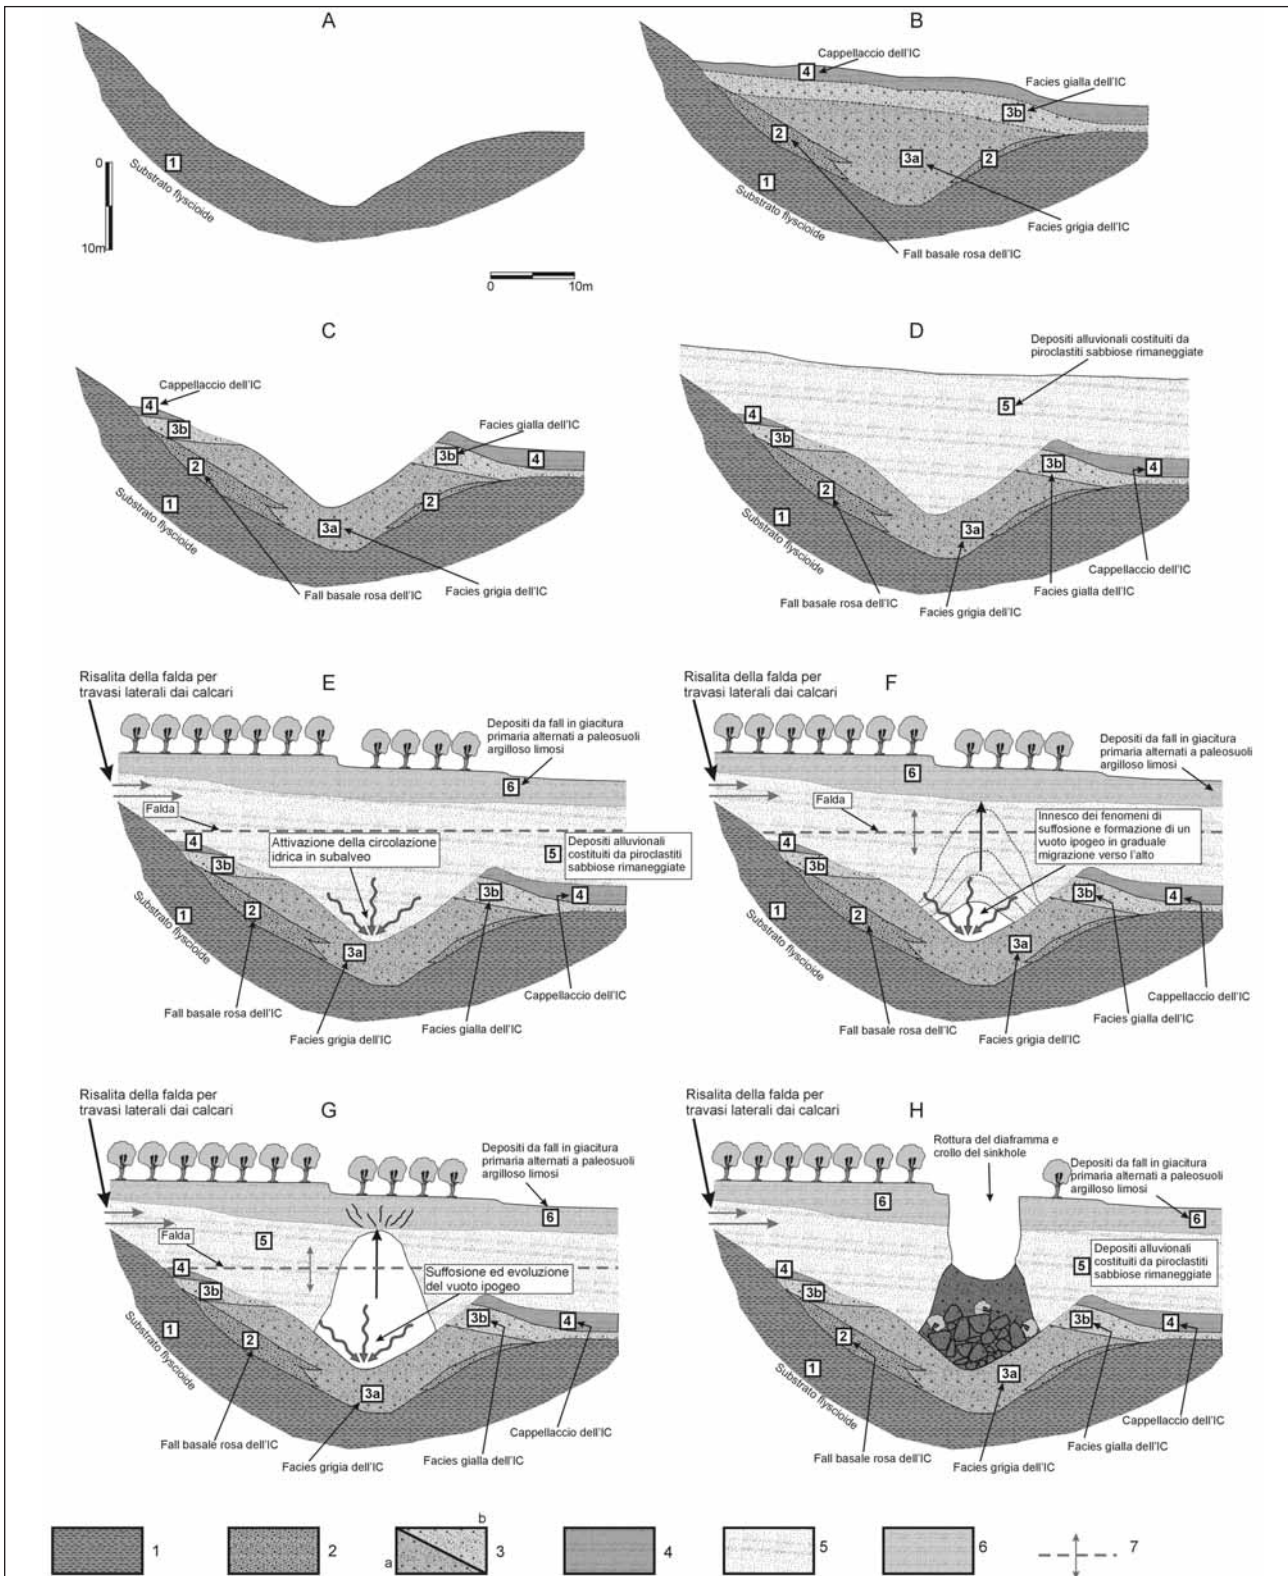 A
0
10m
1
Substrato flyscioide
0
10m
B
Cappellaccio dell'IC
4
Facies gialla dell'IC
3b
2
3a
2
1
Substrato flyscioide
Facies grigia dell'IC
Fall basale rosa dell'IC
C
Cappellaccio dell'IC
4
3b
Facies gialla dell'IC
3b
4
2
2
1
3a
Substrato flyscioide
Facies grigia dell'IC
Fall basale rosa dell'IC
D
Depositi alluvionali costituiti da
piroclastiti sabbiose rimaneggiate
5
4
3b
3b
4
2
1
3a
Substrato flyscioide
Cappellaccio dell'IC
Facies gialla dell'IC
Fall basale rosa dell'IC
Facies grigia dell'IC
Risalita della falda per
travasi laterali dai calcari
E
Depositi da fall in giacitura
primaria alternati a paleosuoli
argilloso limosi
6
Falda
Attivazione della circolazione
idrica in subalveo
5
Depositi alluvionali
costituiti da piroclastiti
sabbiose rimaneggiate
4
3b
3b
4
1
2
3a
Substrato flyscioide
Cappellaccio dell'IC
Fall basale rosa dell'IC
Facies gialla dell'IC
Facies grigia dell'IC
Risalita della falda per
travasi laterali dai calcari
F
Depositi da fall in giacitura
primaria alternati a paleosuoli
argilloso limosi
6
Falda
Innesco dei fenomeni di
suffosione e formazione di un
vuoto ipogeo in graduale
migrazione verso l'alto
4
3b
3b
4
1
2
3a
Substrato flyscioide
Cappellaccio dell'IC
Facies gialla dell'IC
Fall basale rosa dell'IC
Facies grigia dell'IC
Risalita della falda per
travasi laterali dai calcari
G
Depositi da fall in giacitura
primaria alternati a paleosuoli
argilloso limosi
6
Falda
5
4
Suffosione ed evoluzione
del vuoto ipogeo
3b
3b
4
1
2
3a
Substrato flyscioide
Cappellaccio dell'IC
Fall basale rosa dell'IC
Facies gialla dell'IC
Facies grigia dell'IC
Risalita della falda per
travasi laterali dai calcari
H
Rottura del diaframma e
crollo del sinkhole
Depositi da fall in giacitura
primaria alternati a paleosuoli
argilloso limosi
6
6
5
Depositi alluvionali
costituiti da piroclastiti
sabbiose rimaneggiate
4
3b
3b
4
2
1
3a
Substrato flyscioide
Cappellaccio dell'IC
Facies gialla dell'IC
Fall basale rosa dell'IC
Facies grigia dell'IC
1
2
a
b
3
4
5
6
7